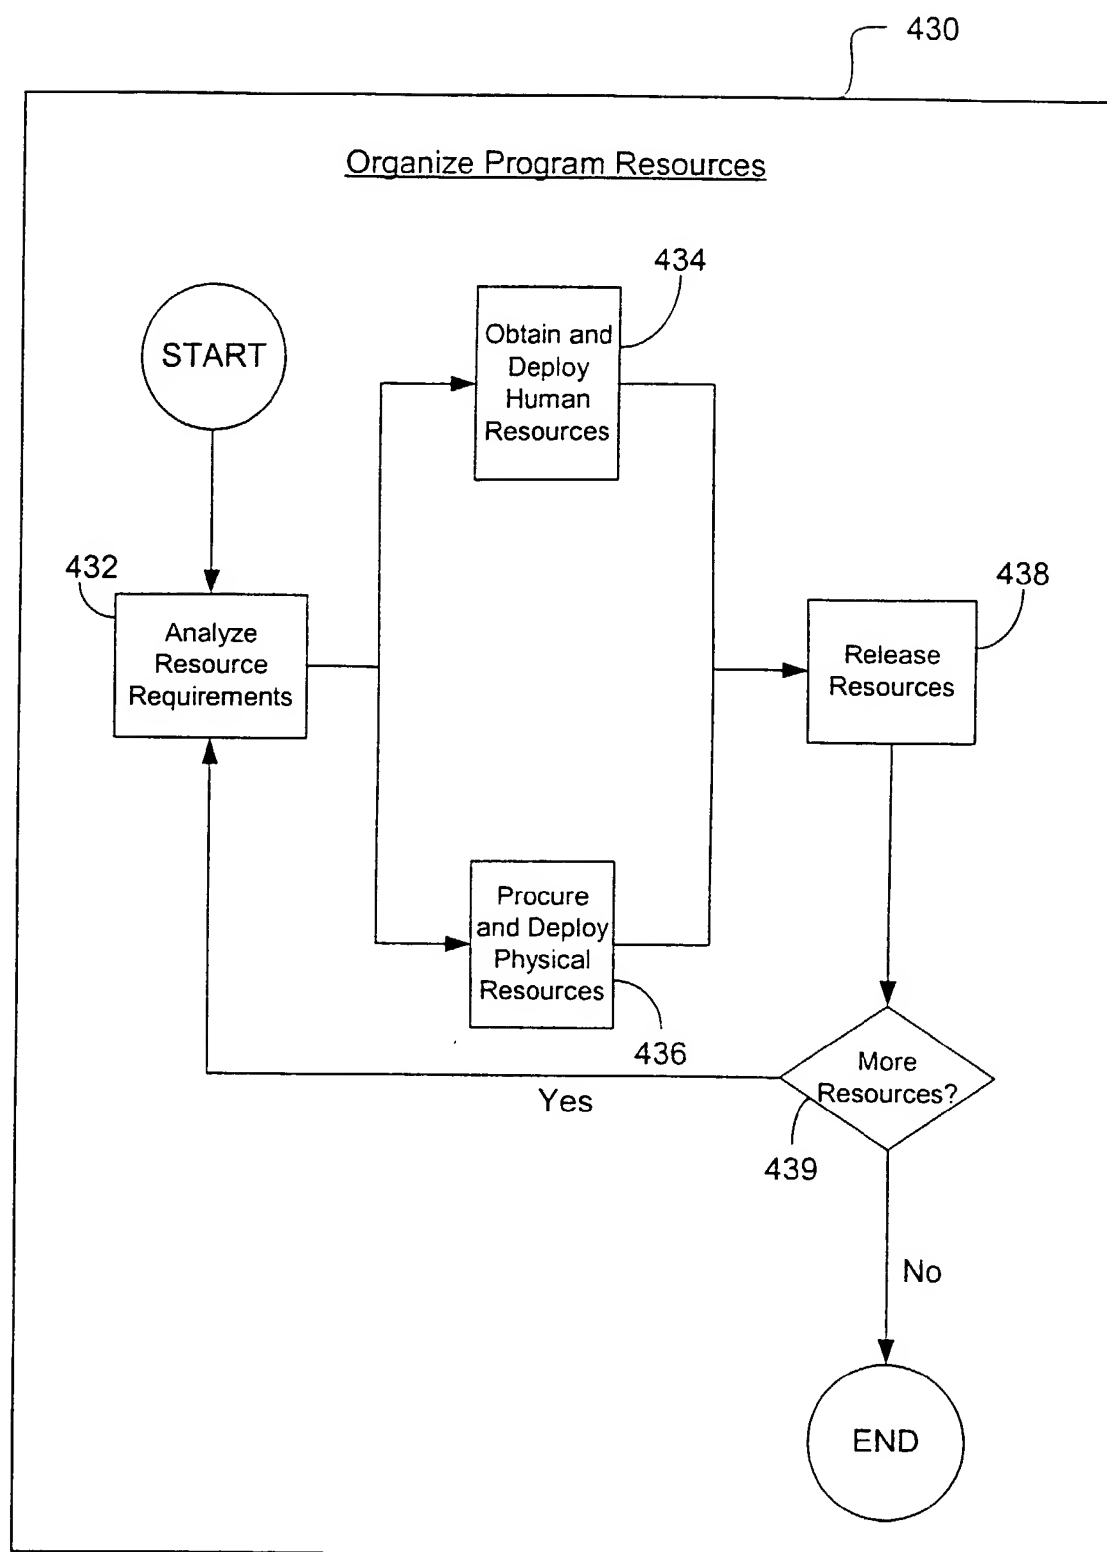 430
Organize Program Resources
434
START
Obtain and
Deploy
Human
Resources
432
Analyze
Resource
Requirements
438
Release
Resources
Procure
and Deploy
Physical
Resources
436
More
Resources?
Yes
439
No
END